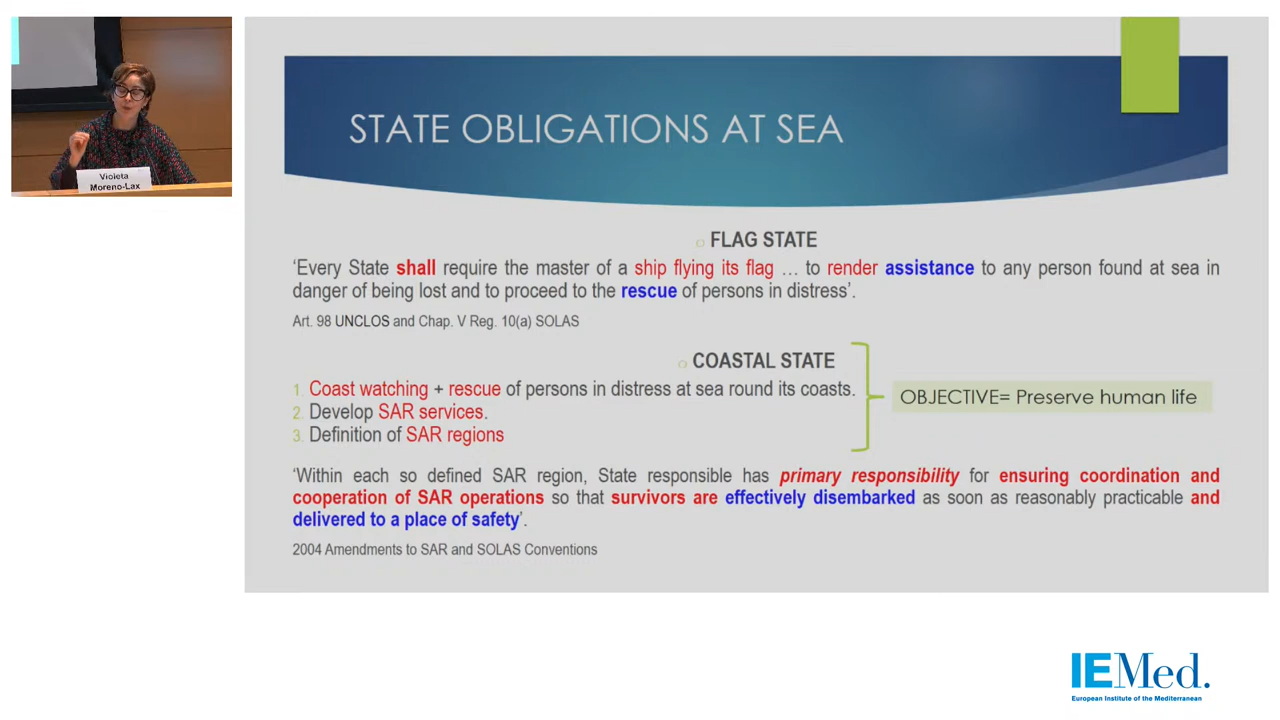 Violeta
Moreno-Lax
STATE OBLIGATIONS AT SEA
FLAG STATE
‘Every State shall require the master of a ship flying its flag … to render assistance to any person found at sea in
danger of being lost and to proceed to the rescue of persons in distress’.
Art. 98 UNCLOS and Chap. V Reg. 10(a) SOLAS
COASTAL STATE
1. Coast watching + rescue of persons in distress at sea round its coasts.
2. Develop SAR services.
3. Definition of SAR regions
OBJECTIVE= Preserve human life
‘Within each so defined SAR region, State responsible has primary responsibility for ensuring coordination and
cooperation of SAR operations so that survivors are effectively disembarked as soon as reasonably practicable and
delivered to a place of safety’.
2004 Amendments to SAR and SOLAS Conventions
IEMed.
European Institute of the Mediterranean